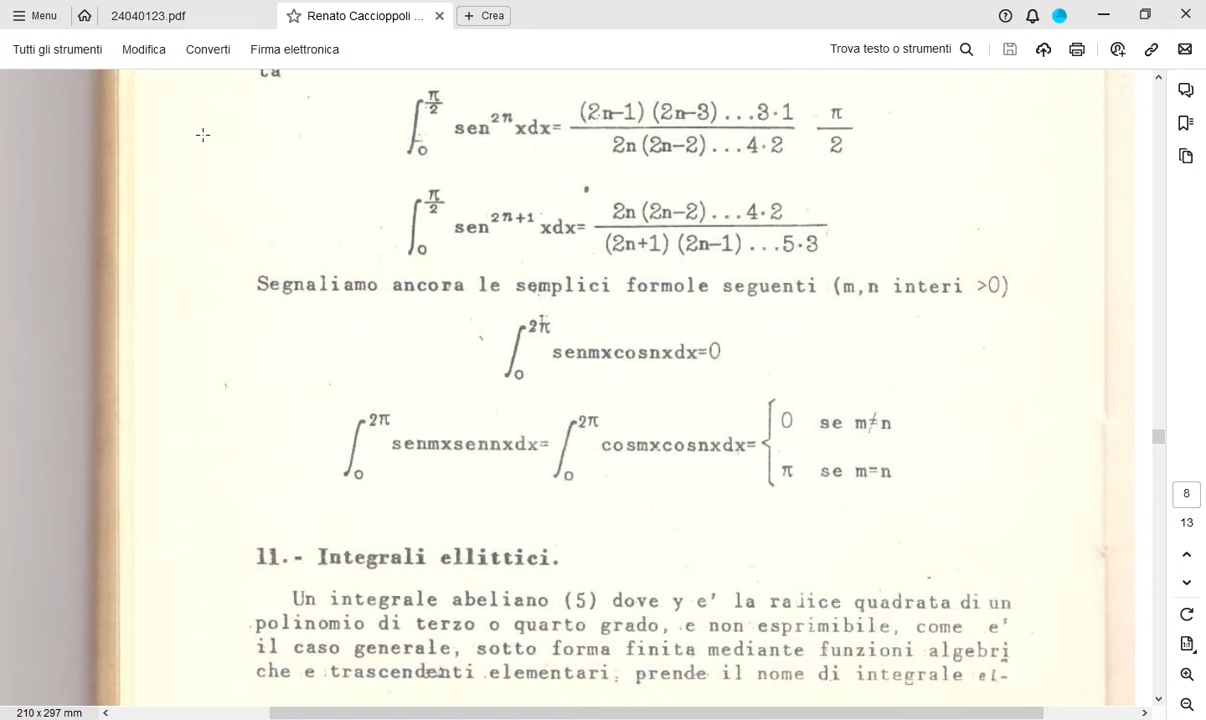 Menu 24040123.pdf Renato Caccioppoli ... Crea
Tutti gli strumenti Modifica Converti Firma elettronica Trova testo o strumenti
ta
∫₀^(π/2) sen^(2n) xdx= (2n-1) (2n-3) ...3·1 / 2n (2n-2) ...4·2 π/2
∫₀^(π/2) sen^(2n+1) xdx= 2n (2n-2) ...4·2 / (2n+1) (2n-1) ...5·3
Segnaliamo ancora le semplici formole seguenti (m,n interi >0)
∫₀^(2π) senmxcosnxdx=0
∫₀^(2π) senmxsennxdx= ∫₀^(2π) cosmxcosnxdx= { 0 se m≠n
π se m=n
11.- Integrali ellittici.
Un integrale abeliano (5) dove y e' la radice quadrata di un
polinomio di terzo o quarto grado, e non esprimibile, come e'
il caso generale, sotto forma finita mediante funzioni algebri
che e trascendenti elementari, prende il nome di integrale el-
8
13
210 x 297 mm